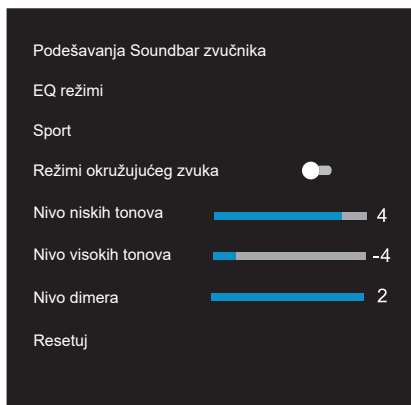 Podešavanja Soundbar zvučnika
EQ režimi
Sport
Režimi okružujućeg zvuka
Nivo niskih tonova 4
Nivo visokih tonova -4
Nivo dimera 2
Resetuj